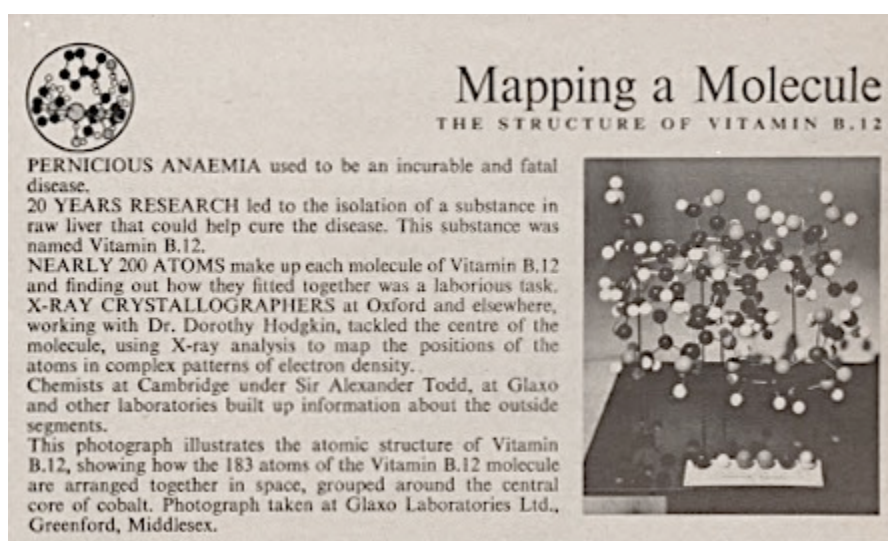 Mapping a Molecule
THE STRUCTURE OF VITAMIN B.12
PERNICIOUS ANAEMIA used to be an incurable and fatal
disease.
20 YEARS RESEARCH led to the isolation of a substance in
raw liver that could help cure the disease. This substance was
named Vitamin B.12.
NEARLY 200 ATOMS make up each molecule of Vitamin B.12
and finding out how they fitted together was a laborious task.
X-RAY CRYSTALLOGRAPHERS at Oxford and elsewhere,
working with Dr. Dorothy Hodgkin, tackled the centre of the
molecule, using X-ray analysis to map the positions of the
atoms in complex patterns of electron density.
Chemists at Cambridge under Sir Alexander Todd, at Glaxo
and other laboratories built up information about the outside
segments.
This photograph illustrates the atomic structure of Vitamin
B.12, showing how the 183 atoms of the Vitamin B.12 molecule
are arranged together in space, grouped around the central
core of cobalt. Photograph taken at Glaxo Laboratories Ltd.,
Greenford, Middlesex.